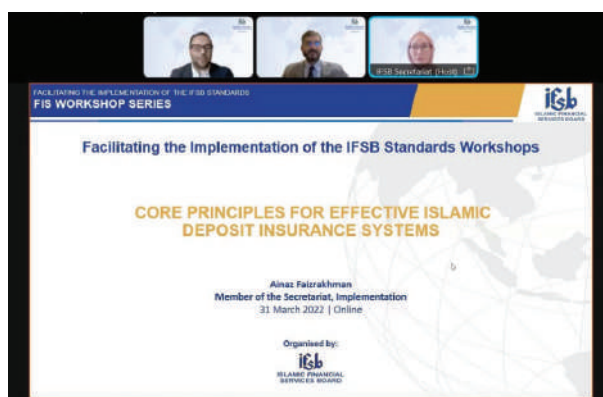 IFSB Secretariat (Host)
FACILITATING THE IMPLEMENTATION OF THE IFSB STANDARDS
FIS WORKSHOP SERIES
ifsb
ISLAMIC FINANCIAL
SERVICES BOARD
Facilitating the Implementation of the IFSB Standards Workshops
CORE PRINCIPLES FOR EFFECTIVE ISLAMIC
DEPOSIT INSURANCE SYSTEMS
Ainaz Faizrakhman
Member of the Secretariat, Implementation
31 March 2022 | Online
Organised by:
ifsb
ISLAMIC FINANCIAL
SERVICES BOARD